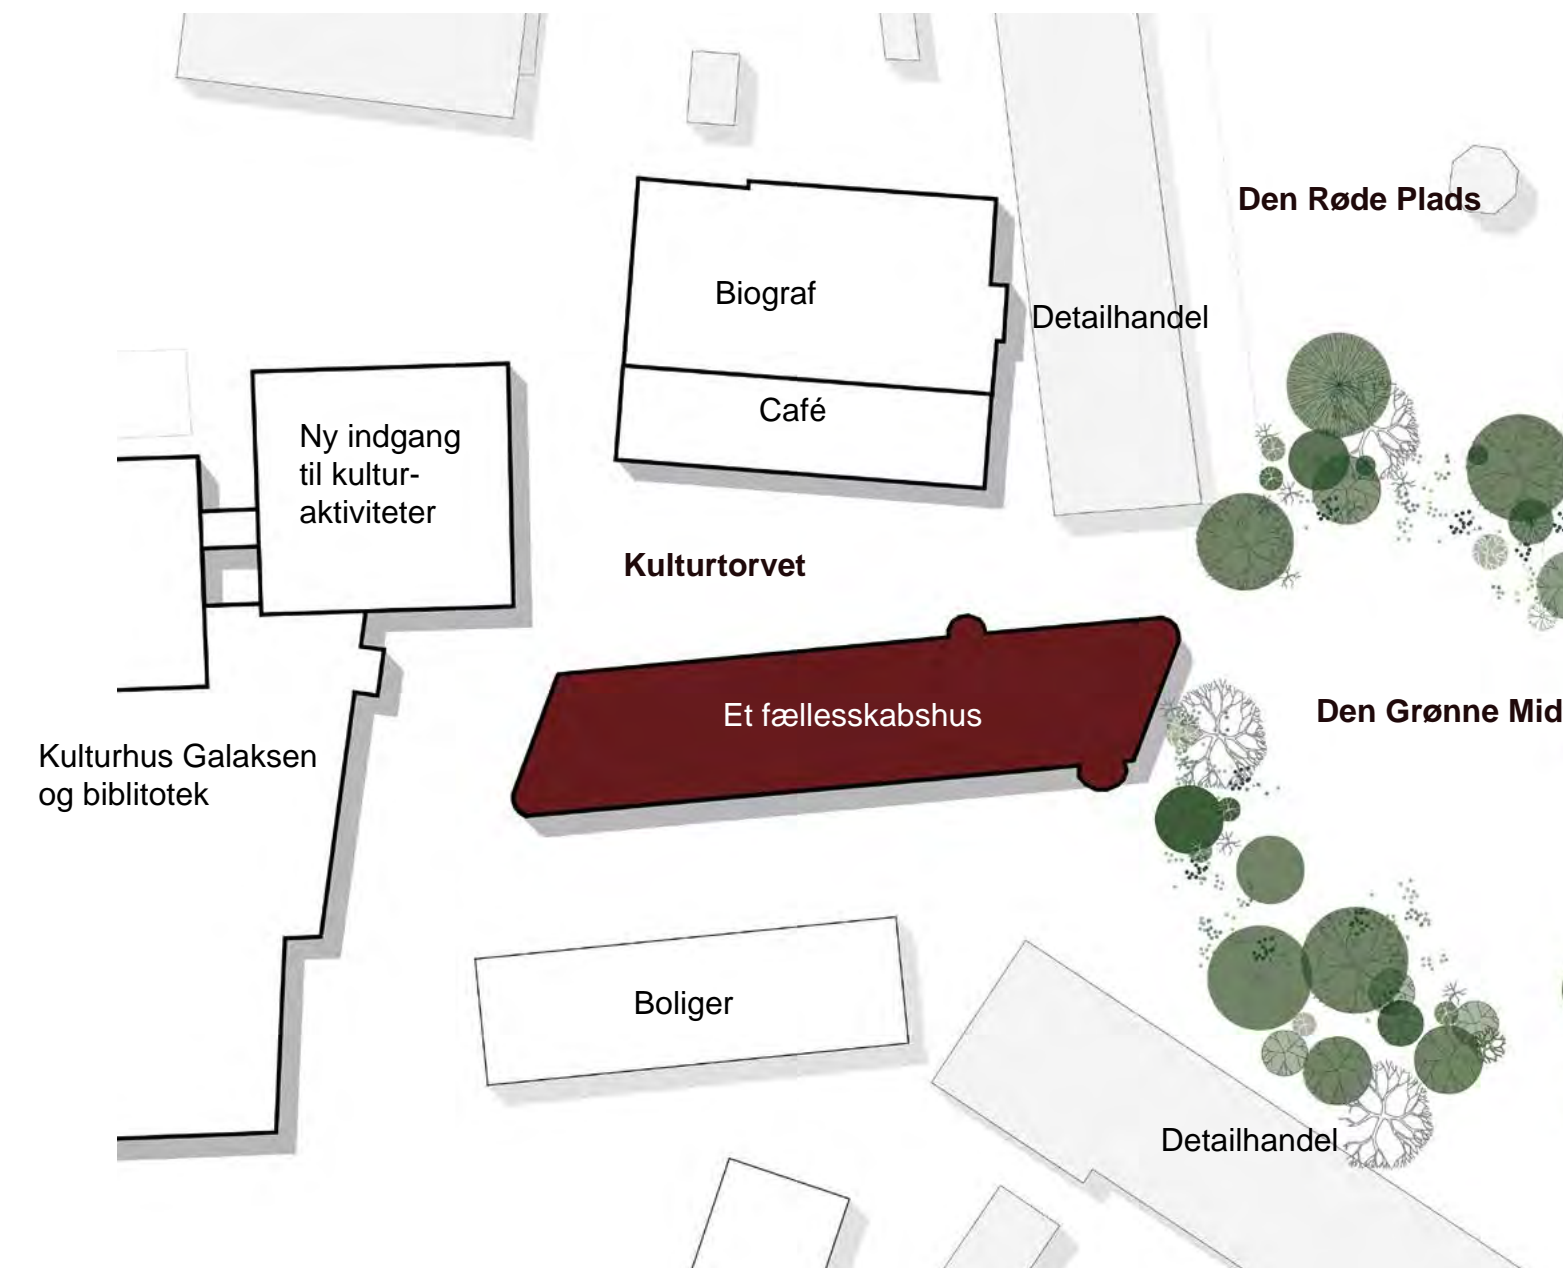 Den Røde Plads
Biograf
Detailhandel
Café
Ny indgang
til kultur-
aktiviteter
Kulturtorvet
Et fællesskabshus
Den Grønne Mid
Kulturhus Galaksen
og biblitotek
Boliger
Detailhandel